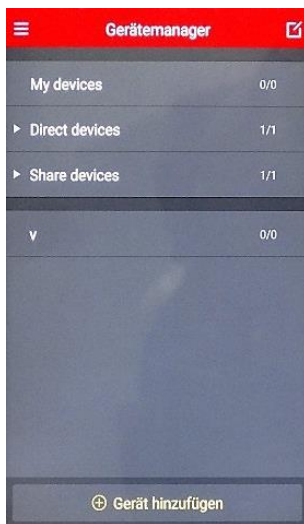 Gerätemanager
My devices 0/0
Direct devices 1/1
Share devices 1/1
v 0/0
Gerät hinzufügen